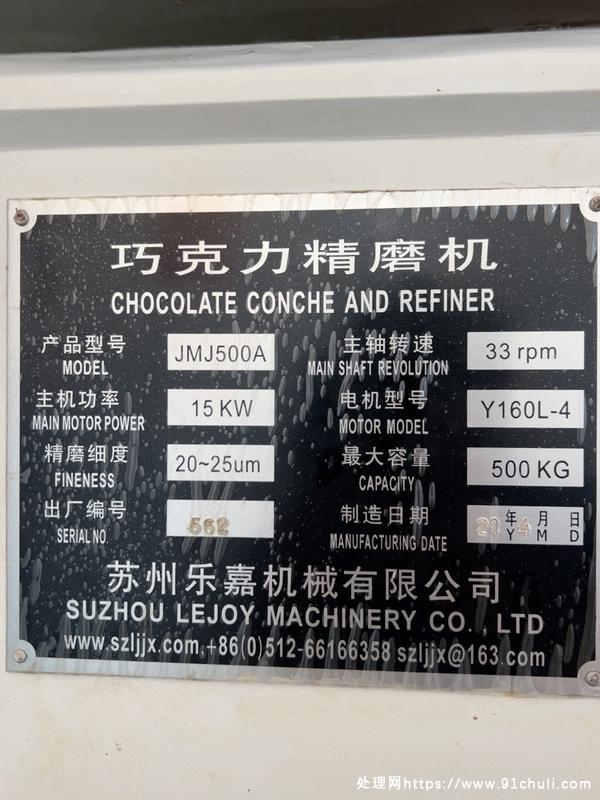 巧克力精磨机
CHOCOLATE CONCHE AND REFINER
产品型号 JMJ500A 主轴转速 33 rpm
MODEL MAIN SHAFT REVOLUTION
主机功率 15 KW 电机型号 Y160L-4
MAIN MOTOR POWER MOTOR MODEL
精磨细度 20~25um 最大容量 500 KG
FINENESS CAPACITY
出厂编号 562 制造日期 21 年 4 月 日
SERIAL NO. MANUFACTURING DATE Y M D
苏州乐嘉机械有限公司
SUZHOU LEJOY MACHINERY CO., LTD
www.szljjx.com,+86(0)512-66166358 szljjx@163.com
处理网https://www.91chuli.com